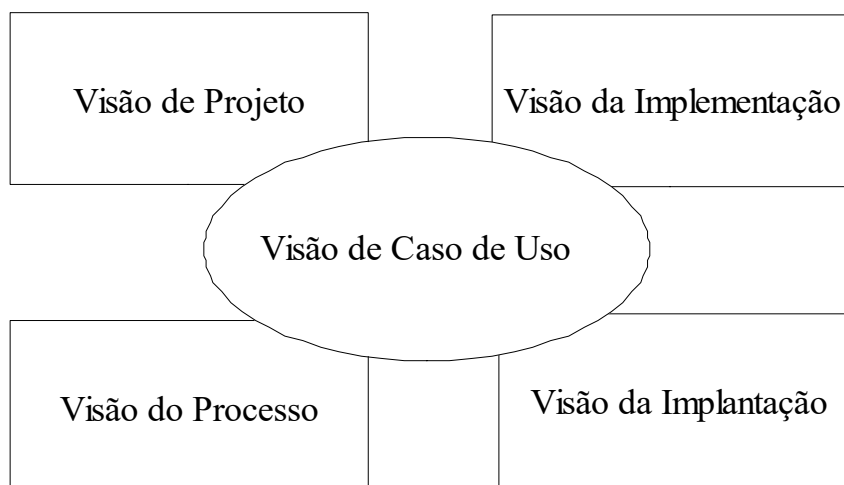 Visão de Projeto
Visão da Implementação
Visão de Caso de Uso
Visão do Processo
Visão da Implantação